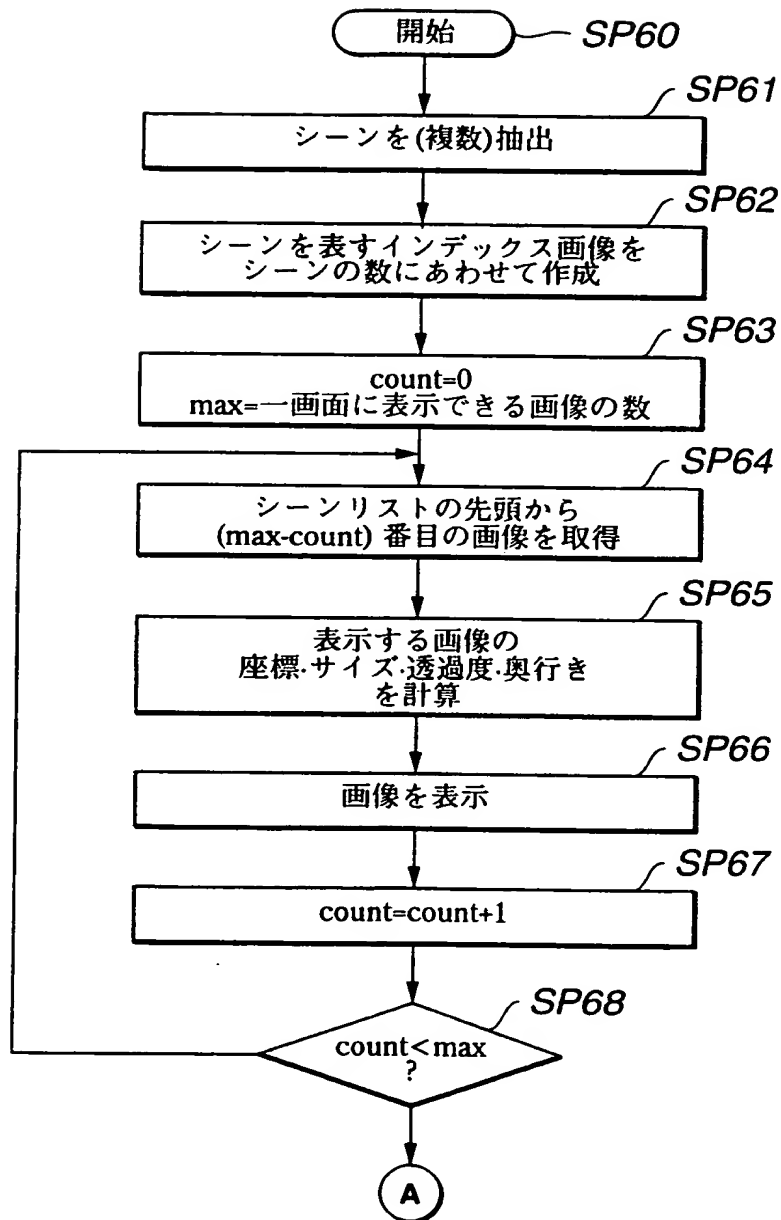 開始
SP60
SP61
シーンを(複数)抽出
SP62
シーンを表すインデックス画像を
シーンの数にあわせて作成
SP63
count=0
max=一画面に表示できる画像の数
SP64
シーンリストの先頭から
(max-count) 番目の画像を取得
SP65
表示する画像の
座標·サイズ·透過度·奥行き
を計算
SP66
画像を表示
SP67
count=count+1
SP68
count<max
?
A